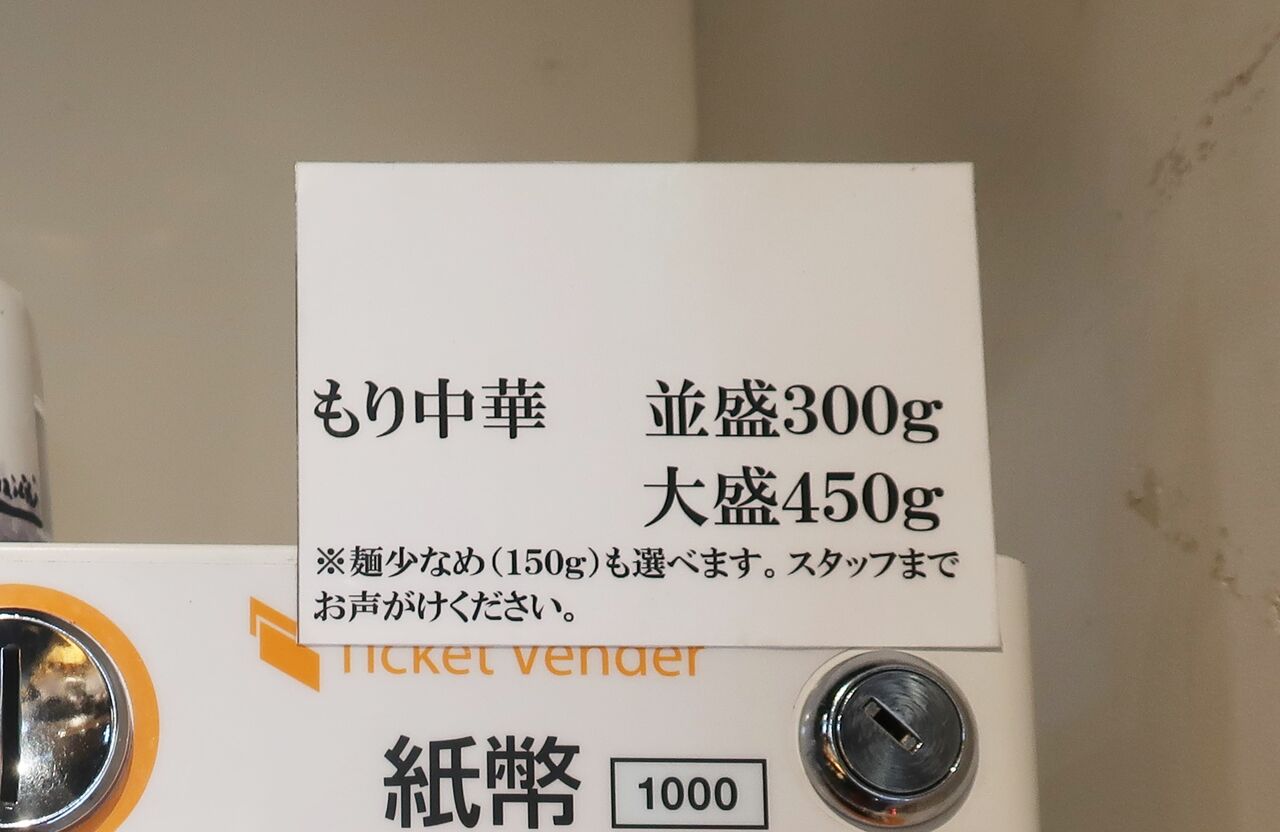 もり中華 並盛300g
大盛450g
※麺少なめ(150g)も選べます。スタッフまで
お声がけください。
Ticket Vender
紙幣 1000